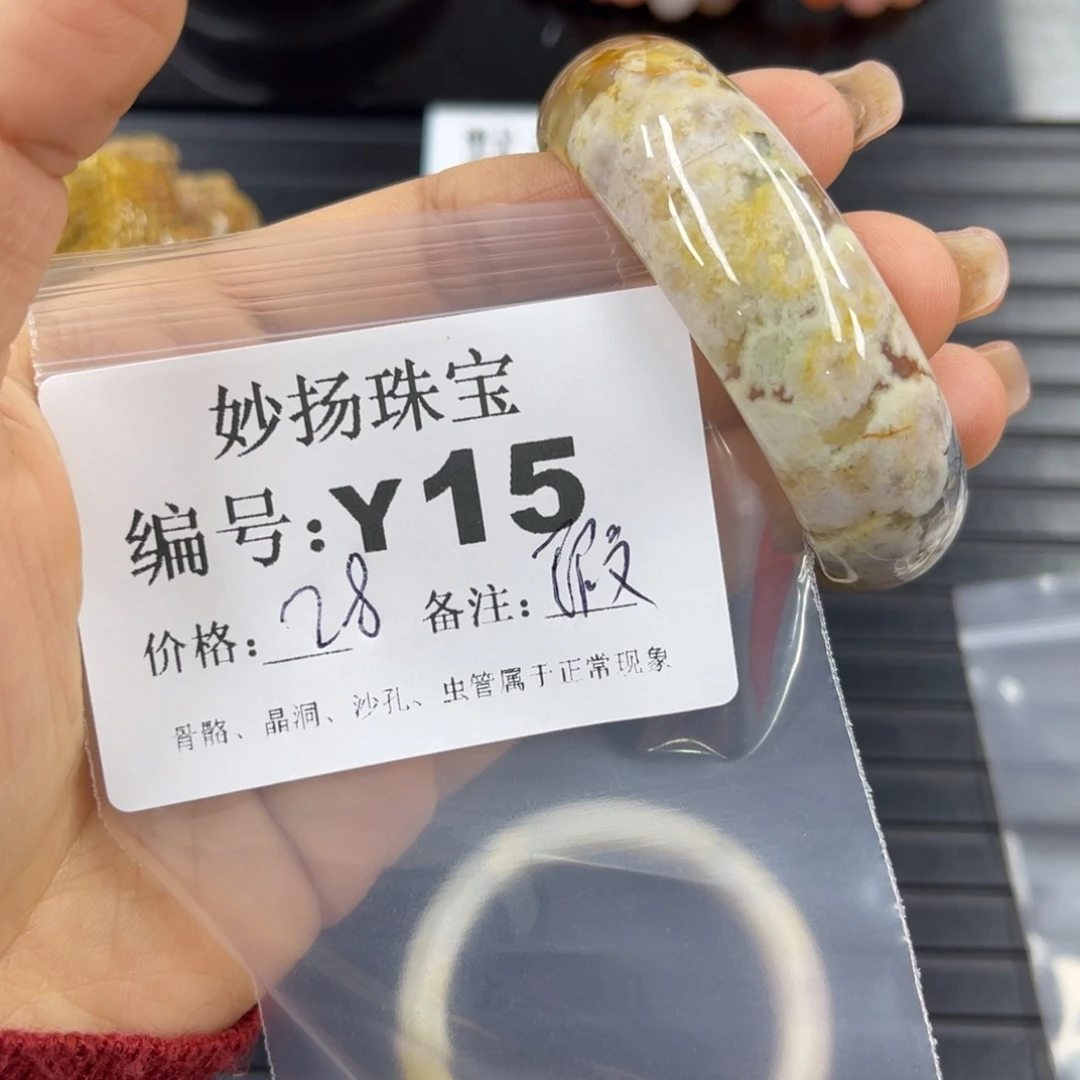 妙扬珠宝
编号:Y15
价格:28 备注:瑕
骨骼、晶洞、沙孔、虫管属于正常现象